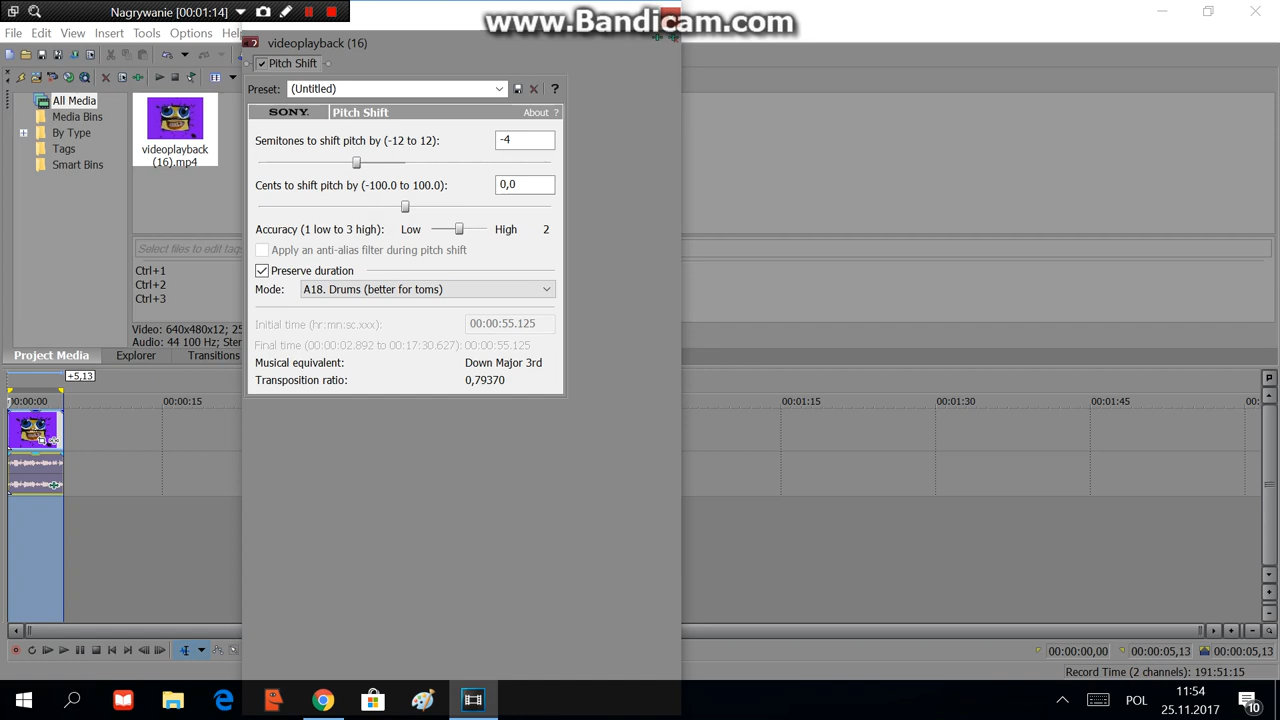 Nagrywanie [00:01:14]
www.Bandicam.com
File Edit View Insert Tools Options Help
videoplayback (16)
Pitch Shift
Preset: (Untitled) ?
SONY. Pitch Shift About ?
Semitones to shift pitch by (-12 to 12): -4
Cents to shift pitch by (-100.0 to 100.0): 0,0
Accuracy (1 low to 3 high): Low High 2
Apply an anti-alias filter during pitch shift
Preserve duration
Mode: A18. Drums (better for toms)
Initial time (hr:mn:sc.xxx): 00:00:55.125
Final time (00:00:02.892 to 00:17:30.627): 00:00:55.125
Musical equivalent: Down Major 3rd
Transposition ratio: 0,79370
All Media
Media Bins
By Type
Tags
Smart Bins
videoplayback
(16).mp4
Select files to edit tags
Ctrl+1
Ctrl+2
Ctrl+3
Video: 640x480x12; 25
Audio: 44 100 Hz; Ster
Project Media Explorer Transitions
+5,13
00:00:00 00:00:15 00:01:15 00:01:30 00:01:45 00:
00:00:00,00 00:00:05,13 00:00:05,13
Record Time (2 channels): 191:51:15
POL
11:54
25.11.2017
10